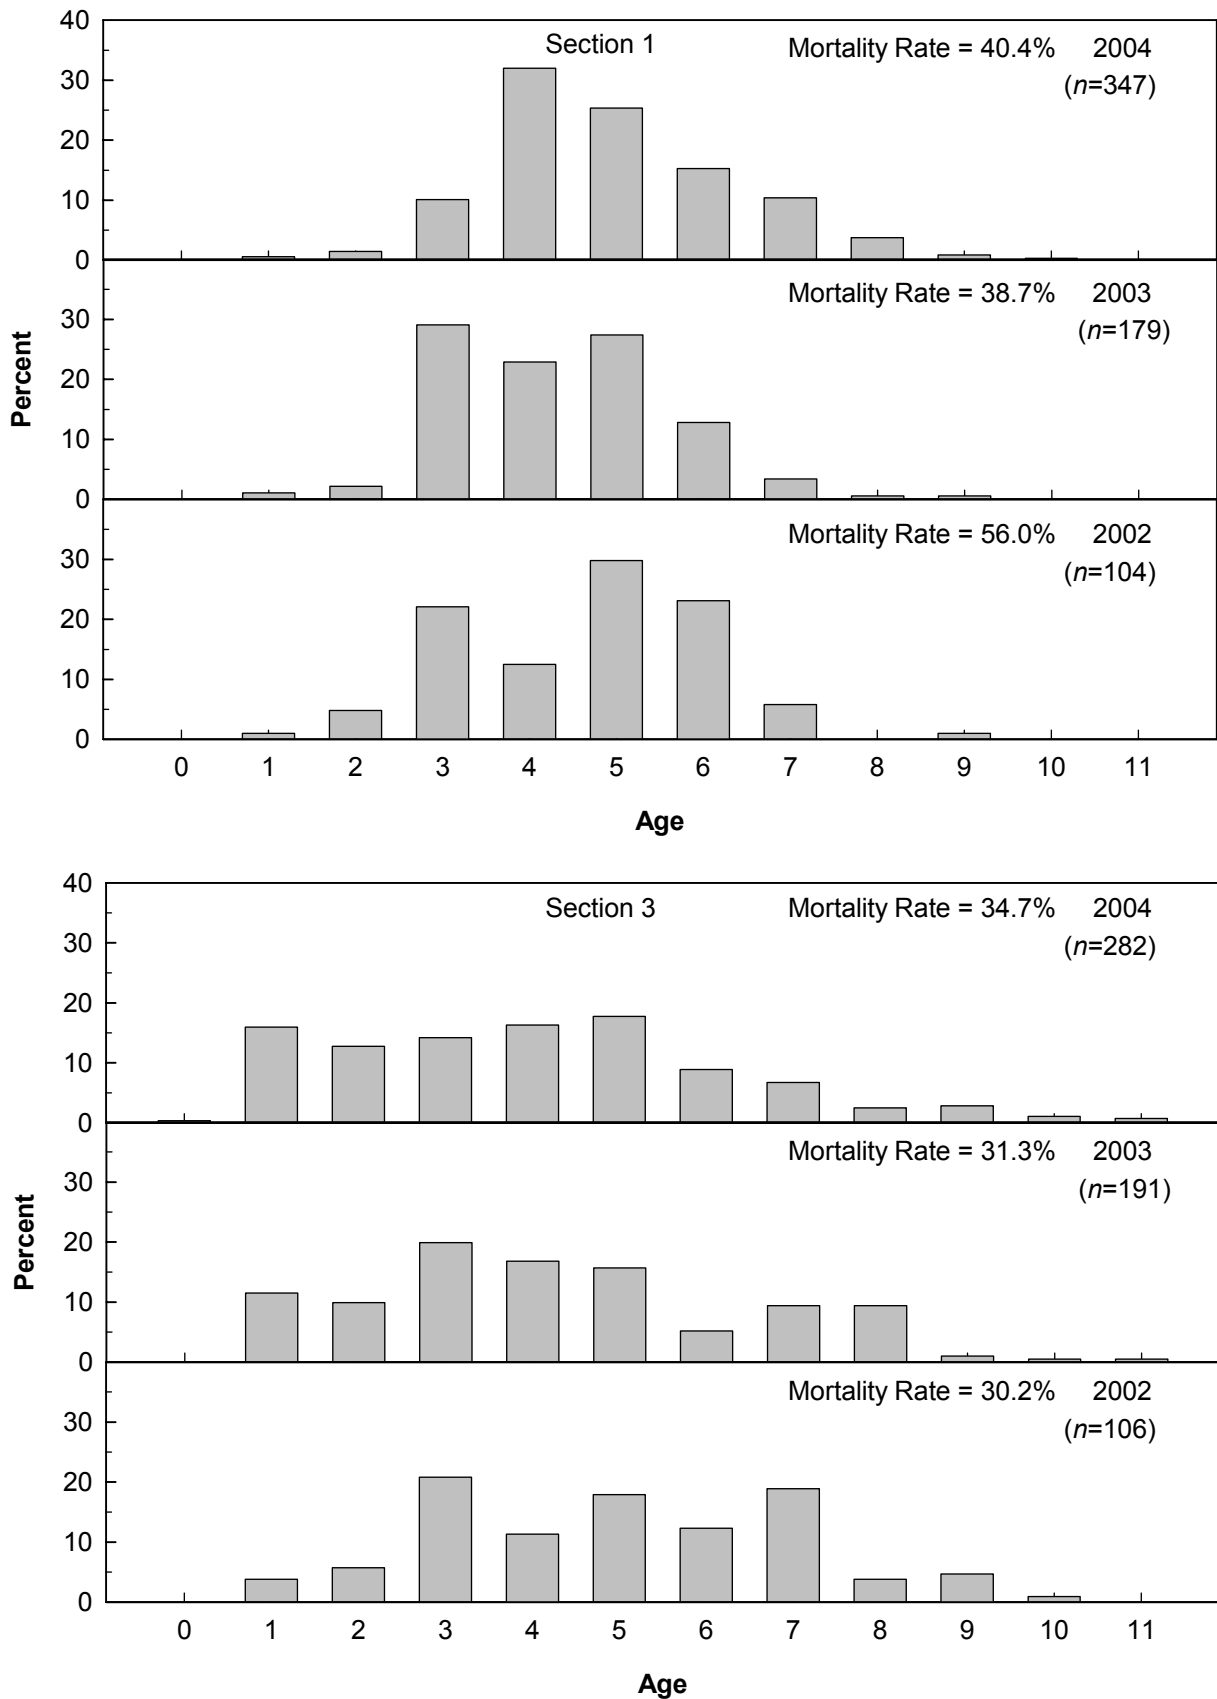 40
Section 1 Mortality Rate = 40.4% 2004
(n=347)
30
20
10
0
Mortality Rate = 38.7% 2003
(n=179)
30
20
10
0
Mortality Rate = 56.0% 2002
(n=104)
30
20
10
0
Percent
0 1 2 3 4 5 6 7 8 9 10 11
Age
40
Section 3 Mortality Rate = 34.7% 2004
(n=282)
30
20
10
0
Mortality Rate = 31.3% 2003
(n=191)
30
20
10
0
Mortality Rate = 30.2% 2002
(n=106)
30
20
10
0
Percent
0 1 2 3 4 5 6 7 8 9 10 11
Age